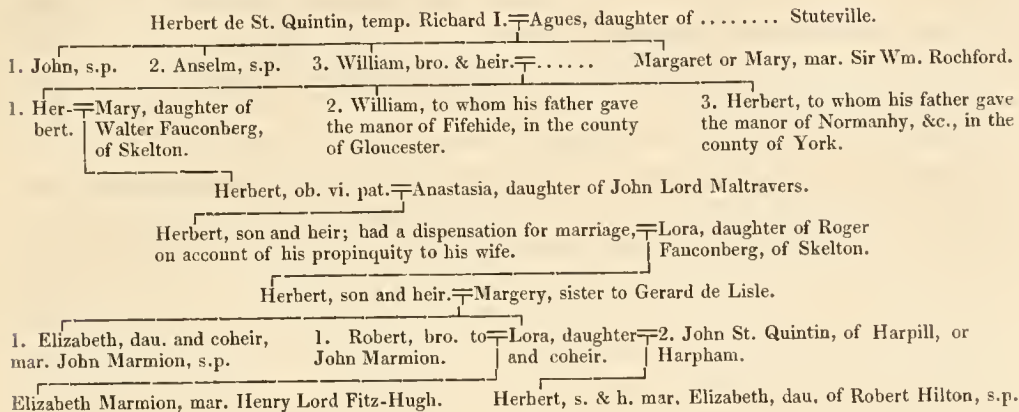 Herbert de St. Quintin, temp. Richard I.=Agues, daughter of ........ Stuteville.
1. John, s.p. 2. Anselm, s.p. 3. William, bro. & heir.=...... Margaret or Mary, mar. Sir Wm. Rochford.
1. Her-=Mary, daughter of
bert. Walter Fauconberg,
of Skelton.
2. William, to whom his father gave
the manor of Fifehide, in the county
of Gloucester.
3. Herbert, to whom his father gave
the manor of Normanhy, &c., in the
county of York.
Herbert, ob. vi. pat.=Anastasia, daughter of John Lord Maltravers.
Herbert, son and heir; had a dispensation for marriage,=Lora, daughter of Roger
on account of his propinquity to his wife. Fauconberg, of Skelton.
Herbert, son and heir.=Margery, sister to Gerard de Lisle.
1. Elizabeth, dau. and coheir,
mar. John Marmion, s.p.
1. Robert, bro. to=Lora, daughter=2. John St. Quintin, of Harpill, or
John Marmion. and coheir. Harpham.
Elizabeth Marmion, mar. Henry Lord Fitz-Hugh. Herbert, s. & h. mar. Elizabeth, dau. of Robert Hilton, s.p.